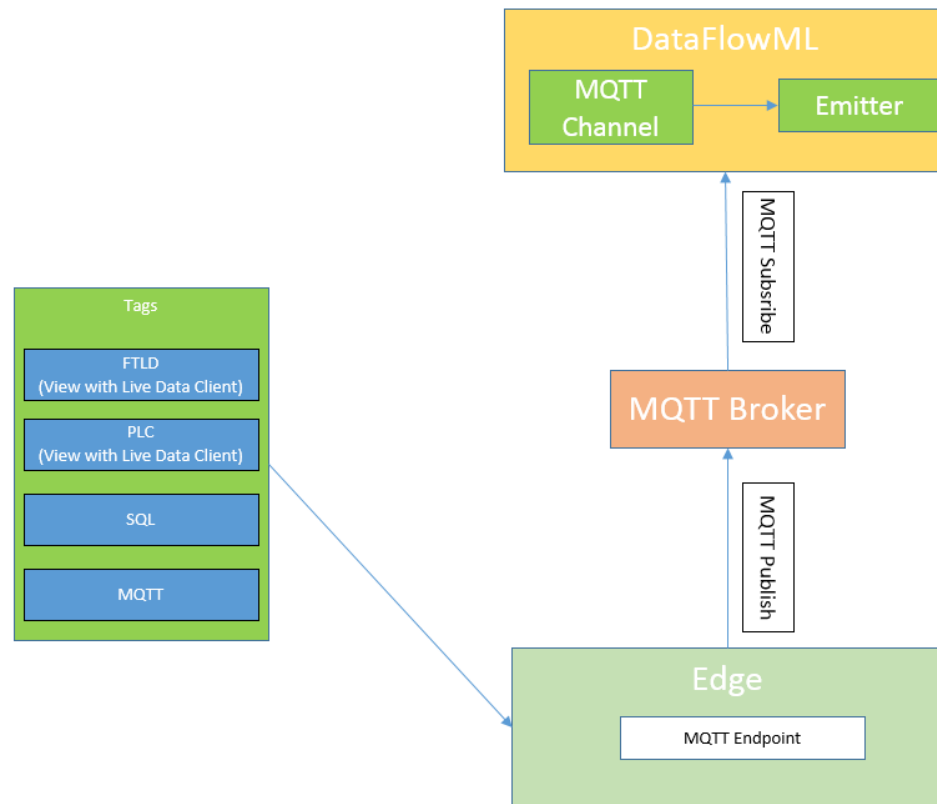 DataFlowML
MQTT
Channel
Emitter
MQTT Subsribe
Tags
FTLD
(View with Live Data Client)
PLC
(View with Live Data Client)
SQL
MQTT
MQTT Broker
MQTT Publish
Edge
MQTT Endpoint